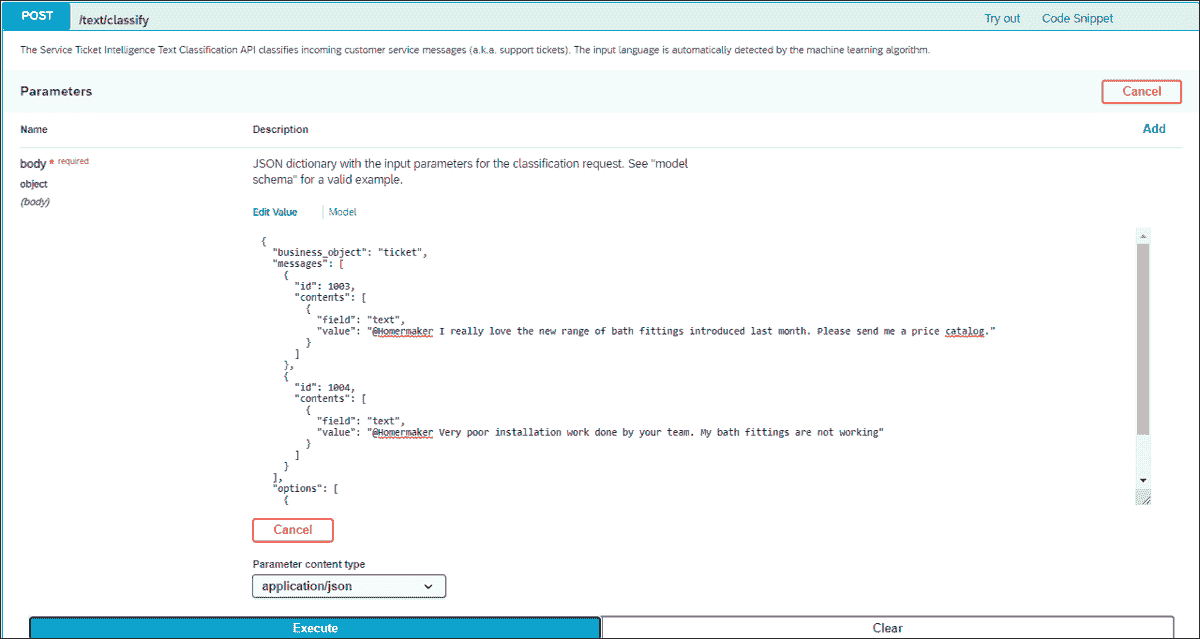 POST /text/classify Try out Code Snippet
The Service Ticket Intelligence Text Classification API classifies incoming customer service messages (a.k.a. support tickets). The input language is automatically detected by the machine learning algorithm.
Parameters Cancel
Name Description Add
body * required JSON dictionary with the input parameters for the classification request. See "model
schema" for a valid example.
object
(body)
Edit Value Model
{
"business_object": "ticket",
"messages": [
{
"id": 1003,
"contents": [
{
"field": "text",
"value": "@Homermaker I really love the new range of bath fittings introduced last month. Please send me a price catalog."
}
]
},
{
"id": 1004,
"contents": [
{
"field": "text",
"value": "@Homermaker Very poor installation work done by your team. My bath fittings are not working"
}
]
}
],
"options": [
{
Cancel
Parameter content type
application/json
Execute Clear